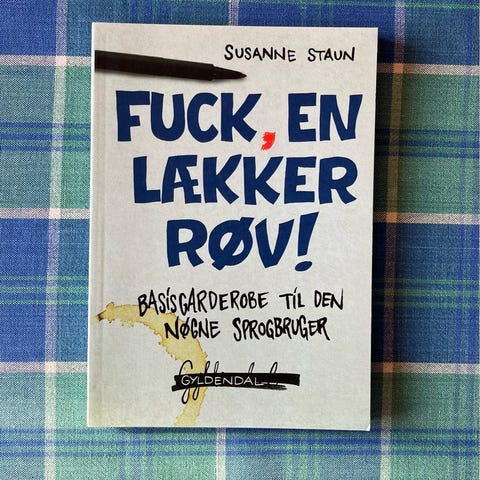 SUSANNE STAUN
FUCK, EN
LÆKKER
RØV!
BASISGARDEROBE TIL DEN
NØGNE SPROGBRUGER
GYLDENDAL